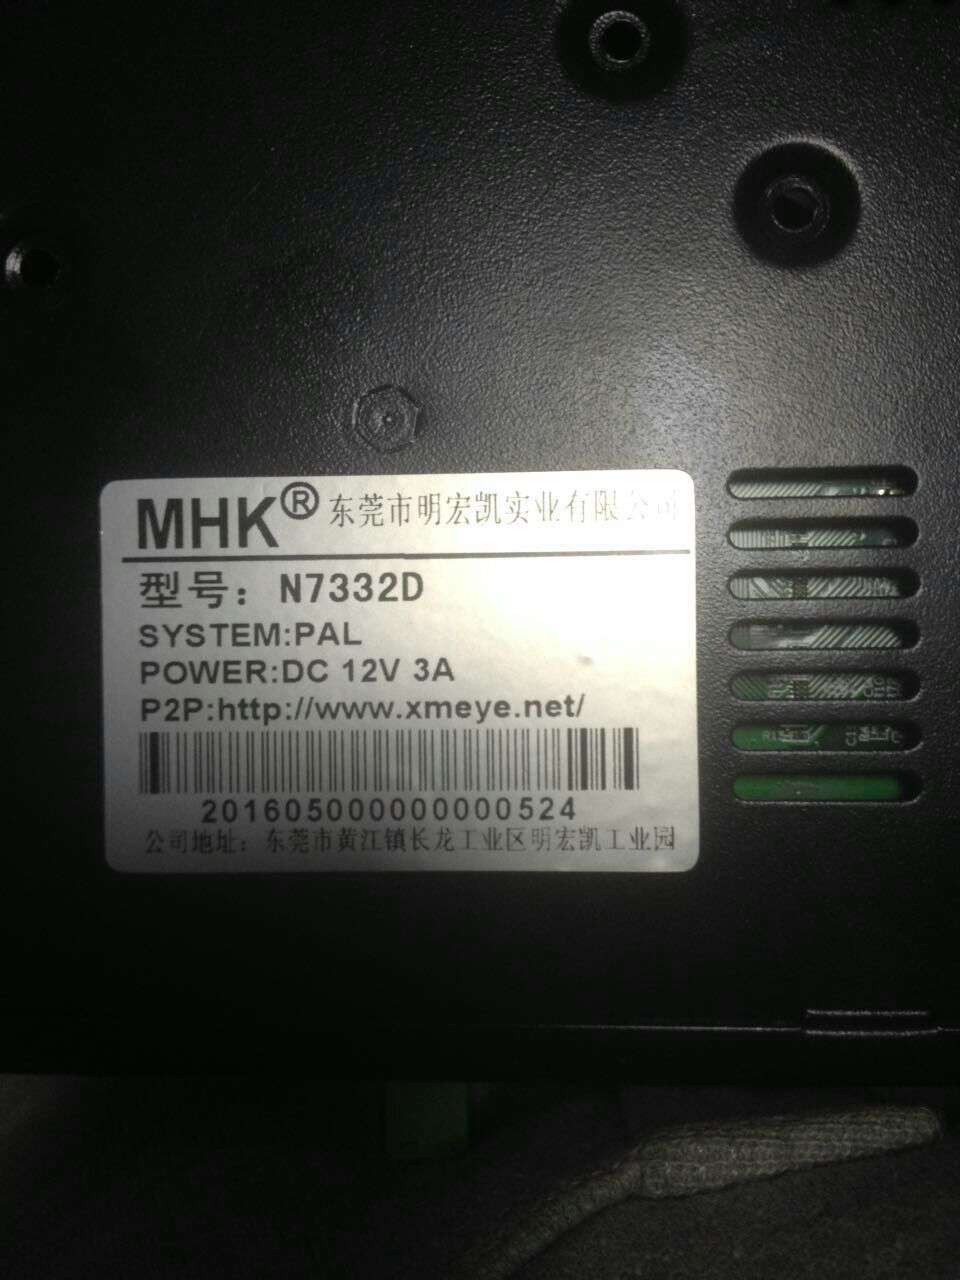 MHK® 东莞市明宏凯实业有限公司
型号：N7332D
SYSTEM:PAL
POWER:DC 12V 3A
P2P:http://www.xmeye.net/
201605000000000524
公司地址：东莞市黄江镇长龙工业区明宏凯工业园